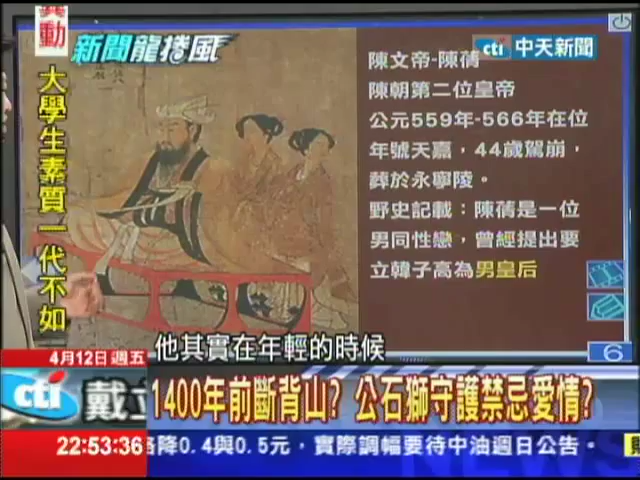 異動
新聞龍捲風
cti 中天新聞
大學生素質一代不如
陳文帝-陳蒨
陳朝第二位皇帝
公元559年-566年在位
年號天嘉，44歲駕崩，
葬於永寧陵。
野史記載：陳蒨是一位
男同性戀，曾經提出要
立韓子高為男皇后
6
他其實在年輕的時候
4月12日 週五
cti 戴立
1400年前斷背山？公石獅守護禁忌愛情？
22:53:36
格降0.4與0.5元，實際調幅要待中油週日公告。
NEWS